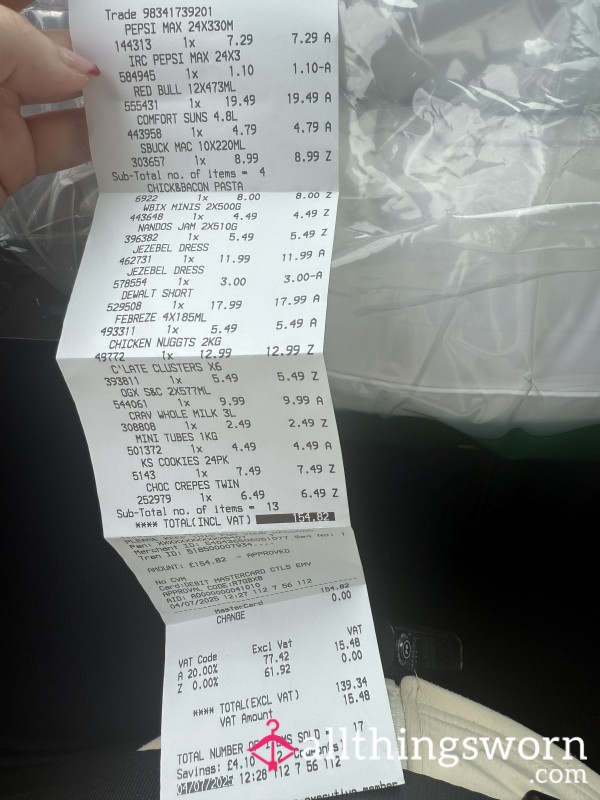 Trade 98341739201
PEPSI MAX 24X330M
144313 1x 7.29 7.29 A
IRC PEPSI MAX 24X3
584945 1x 1.10 1.10-A
RED BULL 12X473ML
555431 1x 19.49 19.49 A
COMFORT SUNS 4.8L
443958 1x 4.79 4.79 A
SBUCK MAC 10X220ML
303657 1x 8.99 8.99 Z
Sub-Total no. of Items = 4
CHICK&BACON PASTA
6922 1x 8.00 8.00 Z
WBIX MINIS 2X500G
443648 1x 4.49 4.49 Z
NANDOS JAM 2X510G
396382 1x 5.49 5.49 Z
JEZEBEL DRESS
462731 1x 11.99 11.99 A
JEZEBEL DRESS
578554 1x 3.00 3.00-A
DEWALT SHORT
529508 1x 17.99 17.99 A
FEBREZE 4X185ML
493311 1x 5.49 5.49 A
CHICKEN NUGGTS 2KG
49772 1x 12.99 12.99 Z
C'LATE CLUSTERS X6
393811 1x 5.49 5.49 Z
OGX S&C 2X577ML
544061 1x 9.99 9.99 A
CRAV WHOLE MILK 3L
308808 1x 2.49 2.49 Z
MINI TUBES 1KG
501372 1x 4.49 4.49 A
KS COOKIES 24PK
5143 1x 7.49 7.49 Z
CHOC CREPES TWIN
252979 1x 6.49 6.49 Z
Sub-Total no. of Items = 13
**** TOTAL(INCL VAT) 154.82
Merchant ID:
Tran ID:
AMOUNT: £154.82 - APPROVED
No CVM
Card:DEBIT MASTERCARD CTLS EMV
APPROVAL CODE:R7GBXB
AID: A0000000041010
04/07/2025 12:27 112 7 56 112
MasterCard 154.82
CHANGE 0.00
VAT Code Excl Vat VAT
A 20.00% 77.42 15.48
Z 0.00% 61.92 0.00
**** TOTAL(EXCL VAT) 139.34
VAT Amount 15.48
TOTAL NUMBER SOLD 17
Savings: £4.10
04/07/2025 12:28 112 7 56 112
executive member
allthingsworn
.com